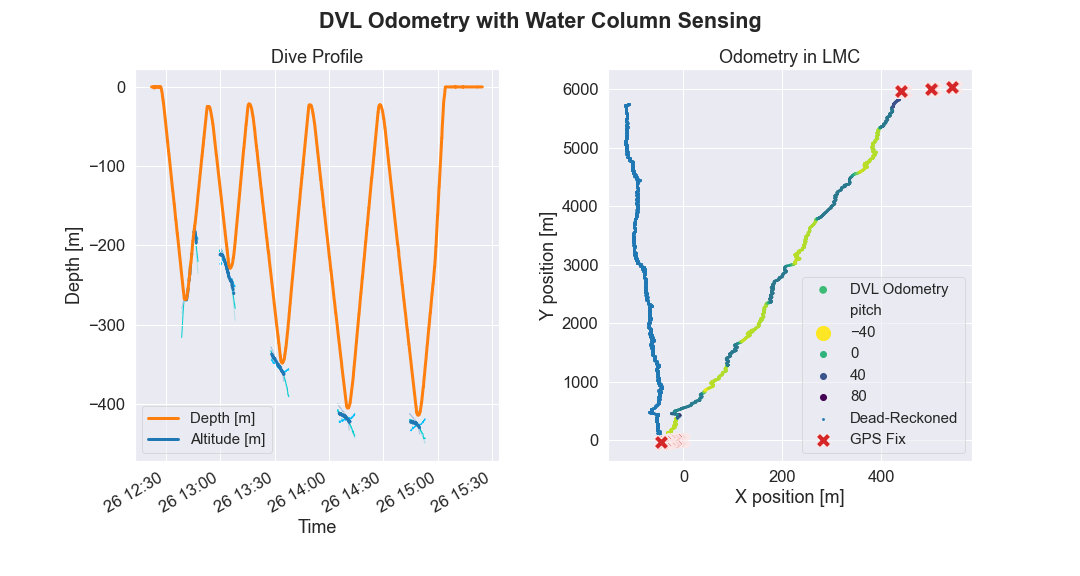 DVL Odometry with Water Column Sensing
Dive Profile
0
−100
−200
−300
−400
Depth [m]
Depth [m]
Altitude [m]
26 12:30
26 13:00
26 13:30
26 14:00
26 14:30
26 15:00
26 15:30
Time
Odometry in LMC
6000
5000
4000
3000
2000
1000
0
Y position [m]
DVL Odometry
pitch
−40
0
40
80
Dead-Reckoned
GPS Fix
0
200
400
X position [m]